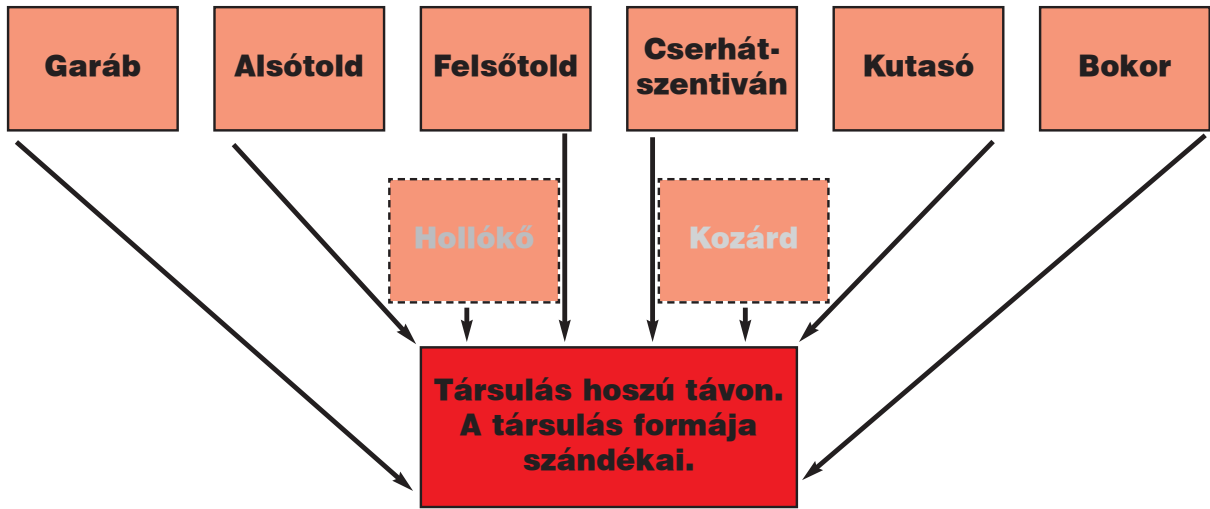 Garáb
Alsótold
Felsőtold
Cserhát-
szentiván
Kutasó
Bokor
Hollókő
Kozárd
Társulás hoszú távon.
A társulás formája
szándékai.